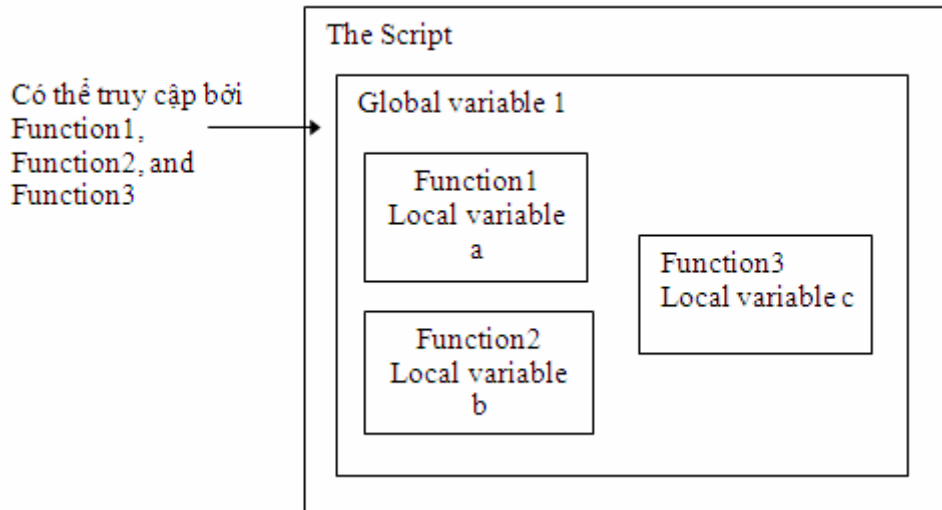 The Script
Có thể truy cập bởi
Function1,
Function2, and
Function3
Global variable 1
Function1
Local variable
a
Function2
Local variable
b
Function3
Local variable c